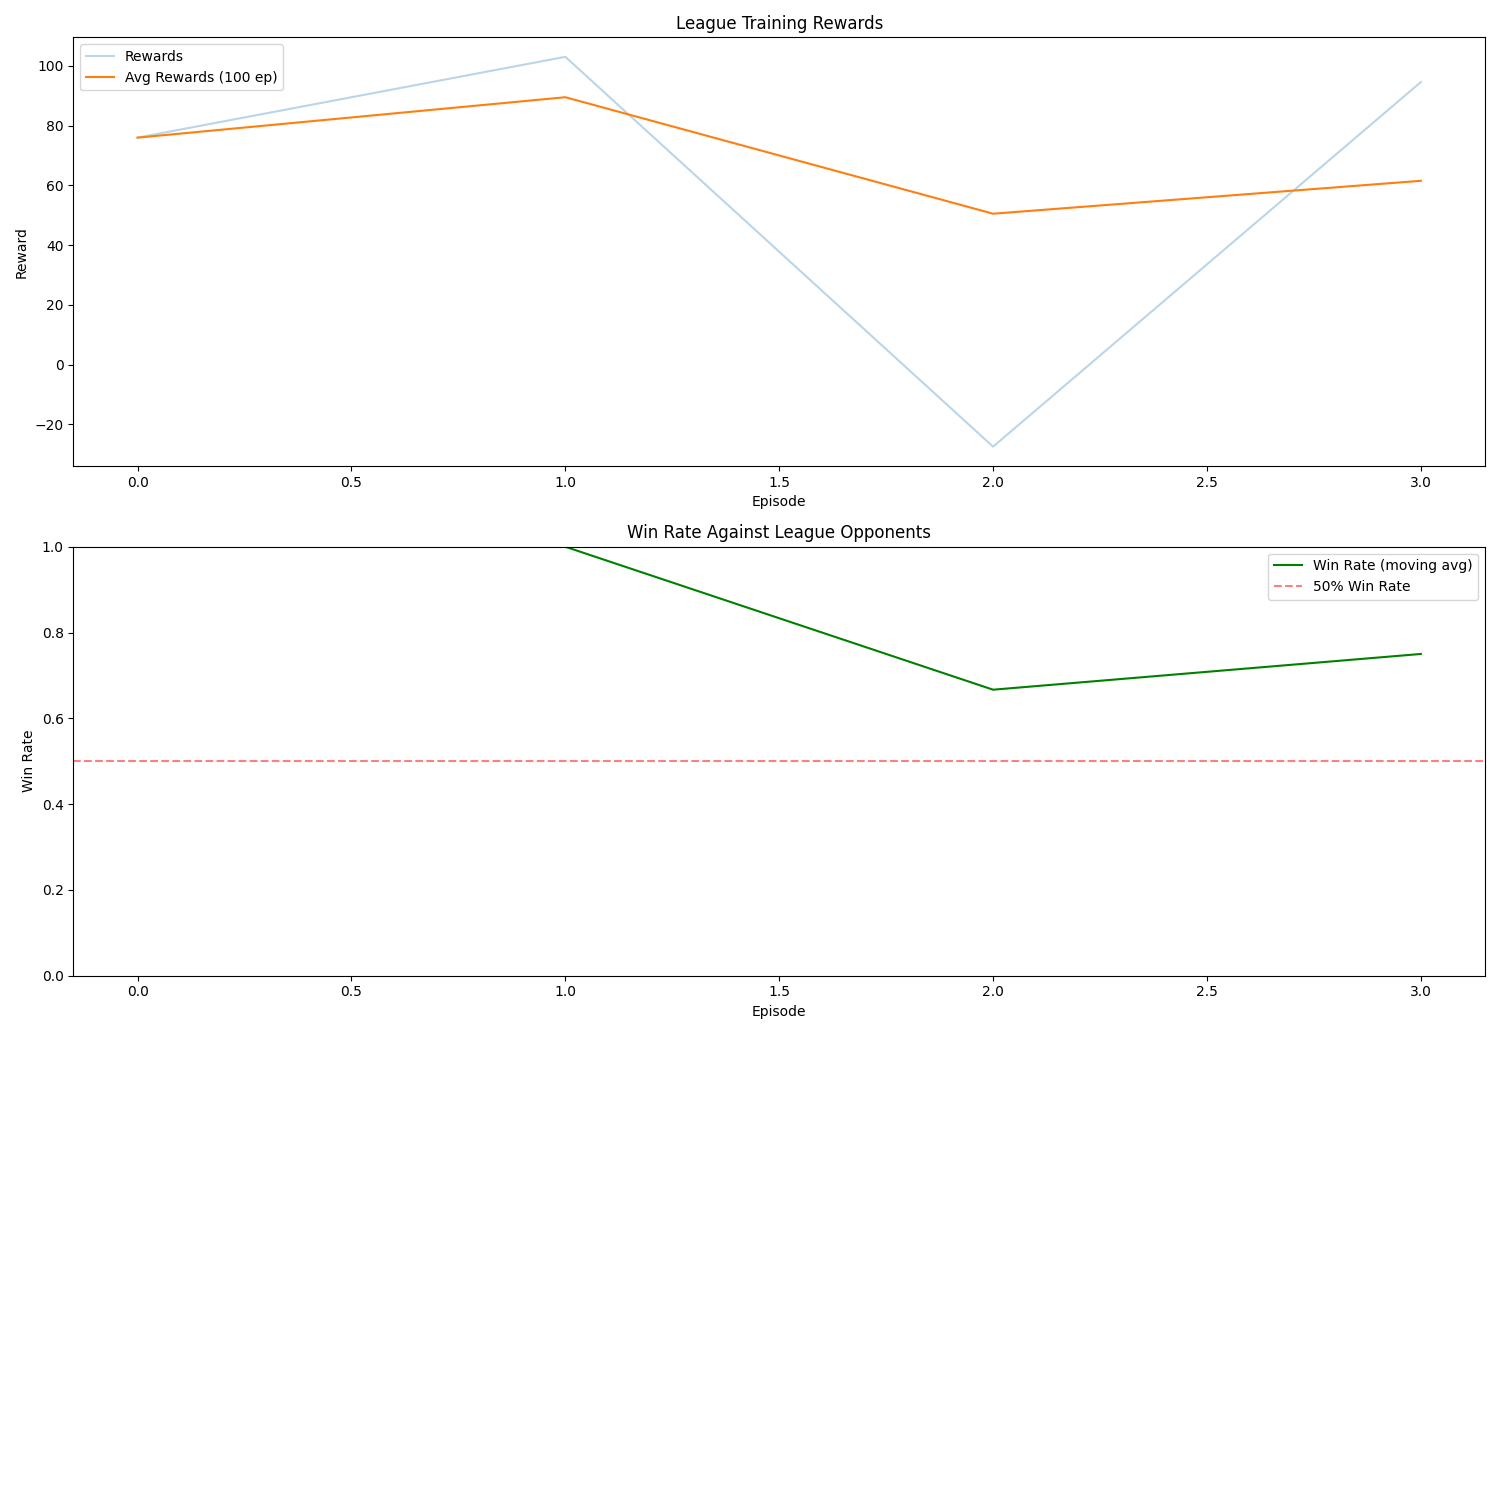 League Training Rewards
Rewards
Avg Rewards (100 ep)
100
80
60
40
20
0
−20
Reward
0.0 0.5 1.0 1.5 2.0 2.5 3.0
Episode
Win Rate Against League Opponents
Win Rate (moving avg)
50% Win Rate
1.0
0.8
0.6
0.4
0.2
0.0
Win Rate
0.0 0.5 1.0 1.5 2.0 2.5 3.0
Episode